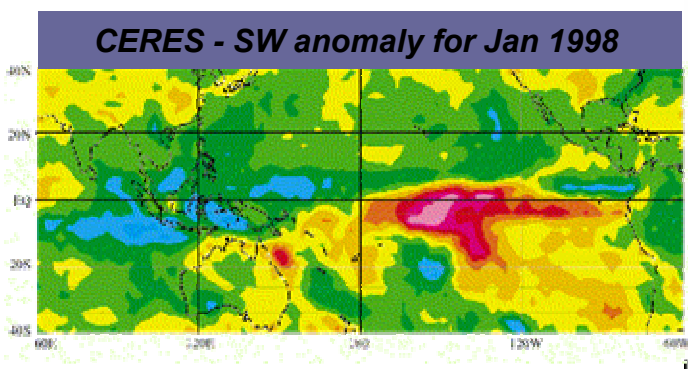 CERES - SW anomaly for Jan 1998
40N
20N
EQ
20S
40S
60E
120E
180
120W
60W